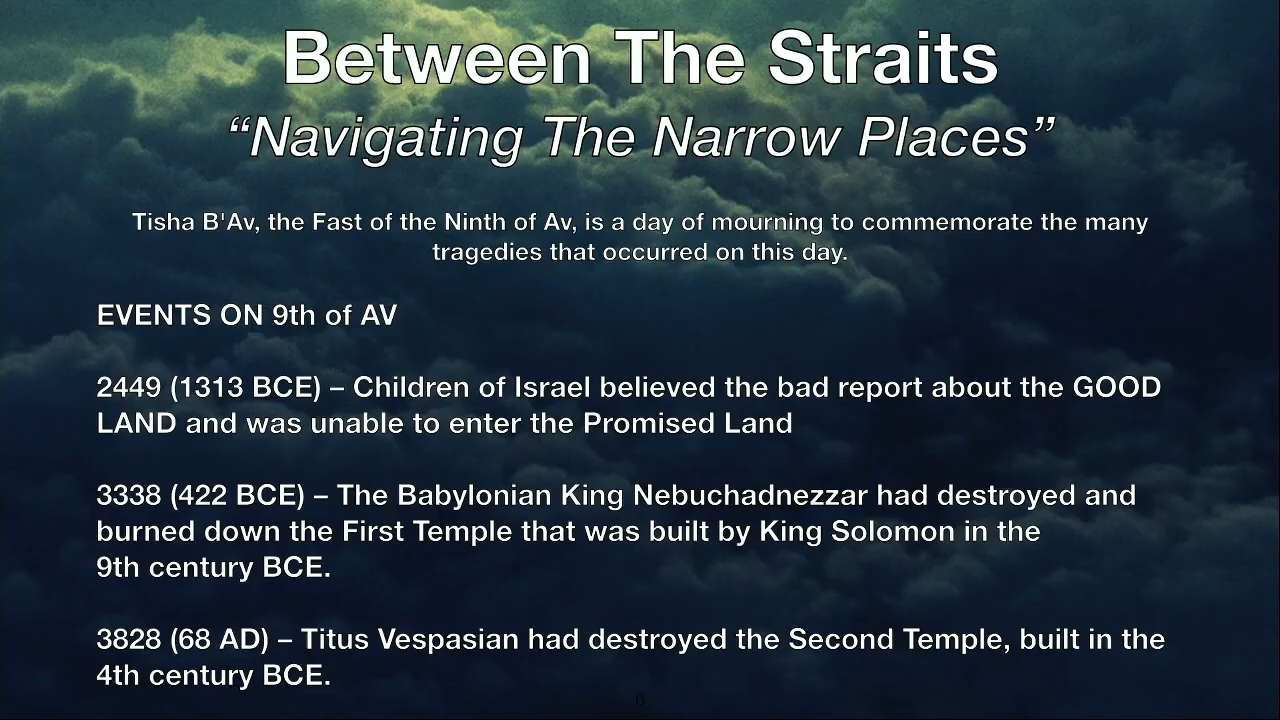 Between The Straits
“Navigating The Narrow Places”
Tisha B'Av, the Fast of the Ninth of Av, is a day of mourning to commemorate the many
tragedies that occurred on this day.
EVENTS ON 9th of AV
2449 (1313 BCE) – Children of Israel believed the bad report about the GOOD
LAND and was unable to enter the Promised Land
3338 (422 BCE) – The Babylonian King Nebuchadnezzar had destroyed and
burned down the First Temple that was built by King Solomon in the
9th century BCE.
3828 (68 AD) – Titus Vespasian had destroyed the Second Temple, built in the
4th century BCE.